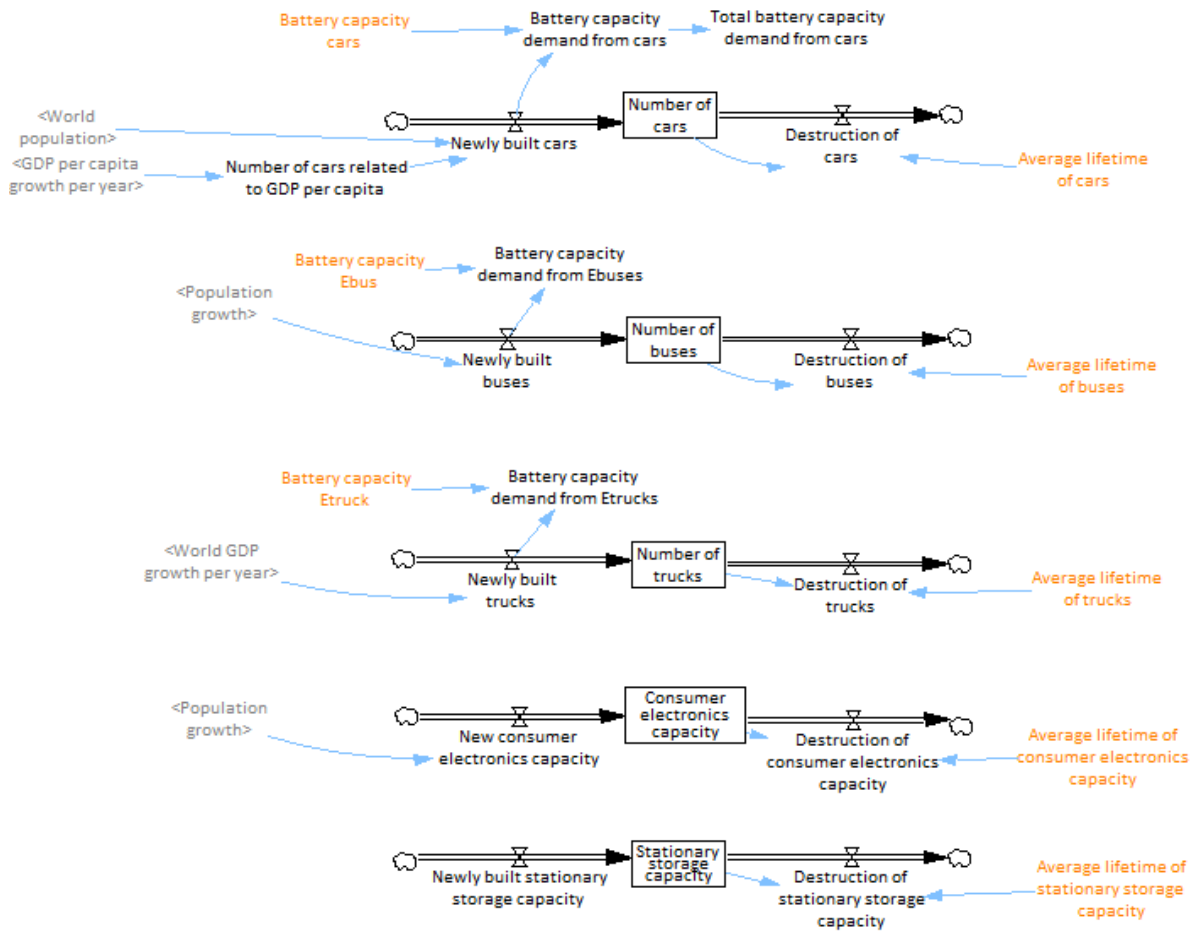 Battery capacity
cars
Battery capacity
demand from cars
Total battery capacity
demand from cars
<World
population>
<GDP per capita
growth per year>
Number of cars related
to GDP per capita
Newly built cars
Number of
cars
Destruction of
cars
Average lifetime
of cars
Battery capacity
Ebus
Battery capacity
demand from Ebuses
<Population
growth>
Newly built
buses
Number of
buses
Destruction of
buses
Average lifetime
of buses
Battery capacity
Etruck
Battery capacity
demand from Etrucks
<World GDP
growth per year>
Newly built
trucks
Number of
trucks
Destruction of
trucks
Average lifetime
of trucks
<Population
growth>
New consumer
electronics capacity
Consumer
electronics
capacity
Destruction of
consumer electronics
capacity
Average lifetime of
consumer electronics
capacity
Newly built stationary
storage capacity
Stationary
storage
capacity
Destruction of
stationary storage
capacity
Average lifetime of
stationary storage
capacity